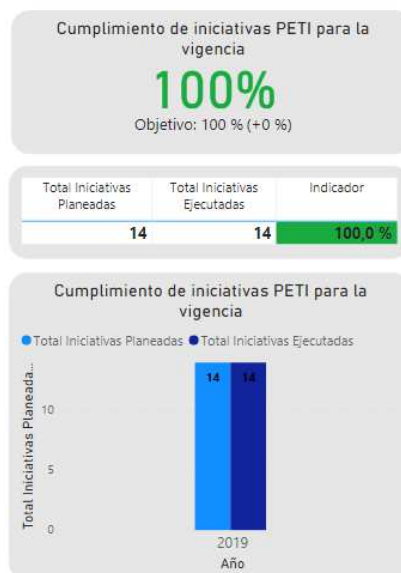 Cumplimiento de iniciativas PETI para la
vigencia
100%
Objetivo: 100 % (+0 %)
Total Iniciativas Planeadas Total Iniciativas Ejecutadas Indicador
14 14 100,0 %
Cumplimiento de iniciativas PETI para la
vigencia
Total Iniciativas Planeadas Total Iniciativas Ejecutadas
Total Iniciativas Planeada...
14 14
10
5
0
2019
Año